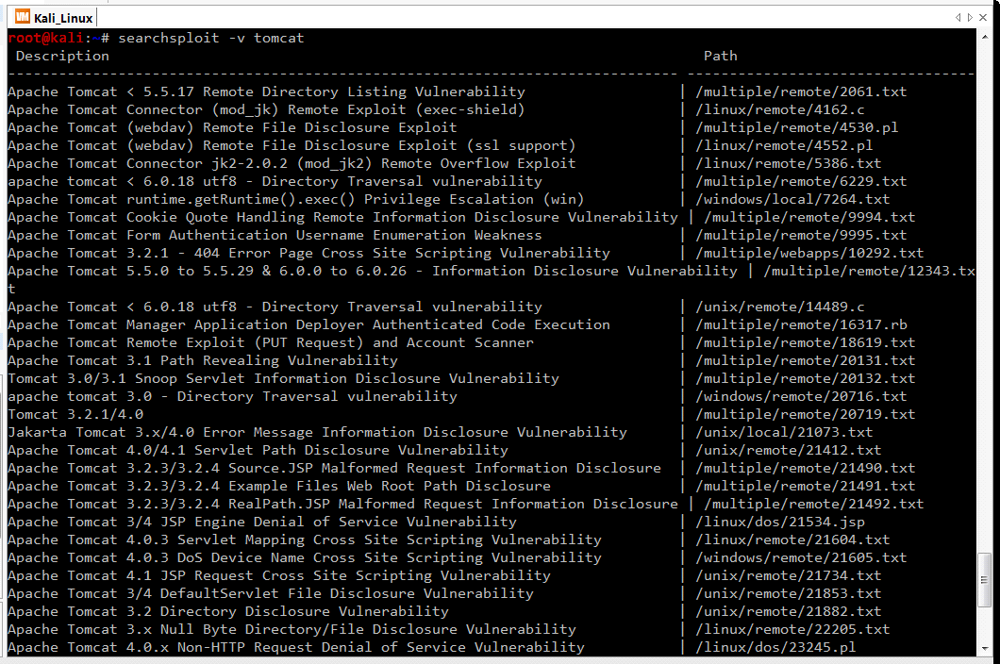 Kali_Linux
root@kali:~# searchsploit -v tomcat
Description Path
--------------------------------------------------------------------------- ----------------------------------
Apache Tomcat < 5.5.17 Remote Directory Listing Vulnerability | /multiple/remote/2061.txt
Apache Tomcat Connector (mod_jk) Remote Exploit (exec-shield) | /linux/remote/4162.c
Apache Tomcat (webdav) Remote File Disclosure Exploit | /multiple/remote/4530.pl
Apache Tomcat (webdav) Remote File Disclosure Exploit (ssl support) | /linux/remote/4552.pl
Apache Tomcat Connector jk2-2.0.2 (mod_jk2) Remote Overflow Exploit | /linux/remote/5386.txt
apache Tomcat < 6.0.18 utf8 - Directory Traversal vulnerability | /multiple/remote/6229.txt
Apache Tomcat runtime.getRuntime().exec() Privilege Escalation (win) | /windows/local/7264.txt
Apache Tomcat Cookie Quote Handling Remote Information Disclosure Vulnerability | /multiple/remote/9994.txt
Apache Tomcat Form Authentication Username Enumeration Weakness | /multiple/remote/9995.txt
Apache Tomcat 3.2.1 - 404 Error Page Cross Site Scripting Vulnerability | /multiple/webapps/10292.txt
Apache Tomcat 5.5.0 to 5.5.29 & 6.0.0 to 6.0.26 - Information Disclosure Vulnerability | /multiple/remote/12343.tx
t
Apache Tomcat < 6.0.18 utf8 - Directory Traversal vulnerability | /unix/remote/14489.c
Apache Tomcat Manager Application Deployer Authenticated Code Execution | /multiple/remote/16317.rb
Apache Tomcat Remote Exploit (PUT Request) and Account Scanner | /multiple/remote/18619.txt
Apache Tomcat 3.1 Path Revealing Vulnerability | /multiple/remote/20131.txt
Tomcat 3.0/3.1 Snoop Servlet Information Disclosure Vulnerability | /multiple/remote/20132.txt
apache tomcat 3.0 - Directory Traversal vulnerability | /windows/remote/20716.txt
Tomcat 3.2.1/4.0 | /multiple/remote/20719.txt
Jakarta Tomcat 3.x/4.0 Error Message Information Disclosure Vulnerability | /unix/local/21073.txt
Apache Tomcat 4.0/4.1 Servlet Path Disclosure Vulnerability | /unix/remote/21412.txt
Apache Tomcat 3.2.3/3.2.4 Source.JSP Malformed Request Information Disclosure | /multiple/remote/21490.txt
Apache Tomcat 3.2.3/3.2.4 Example Files Web Root Path Disclosure | /multiple/remote/21491.txt
Apache Tomcat 3.2.3/3.2.4 RealPath.JSP Malformed Request Information Disclosure | /multiple/remote/21492.txt
Apache Tomcat 3/4 JSP Engine Denial of Service Vulnerability | /linux/dos/21534.jsp
Apache Tomcat 4.0.3 Servlet Mapping Cross Site Scripting Vulnerability | /linux/remote/21604.txt
Apache Tomcat 4.0.3 DoS Device Name Cross Site Scripting Vulnerability | /windows/remote/21605.txt
Apache Tomcat 4.1 JSP Request Cross Site Scripting Vulnerability | /unix/remote/21734.txt
Apache Tomcat 3/4 DefaultServlet File Disclosure Vulnerability | /unix/remote/21853.txt
Apache Tomcat 3.2 Directory Disclosure Vulnerability | /unix/remote/21882.txt
Apache Tomcat 3.x Null Byte Directory/File Disclosure Vulnerability | /linux/remote/22205.txt
Apache Tomcat 4.0.x Non-HTTP Request Denial of Service Vulnerability | /linux/dos/23245.pl